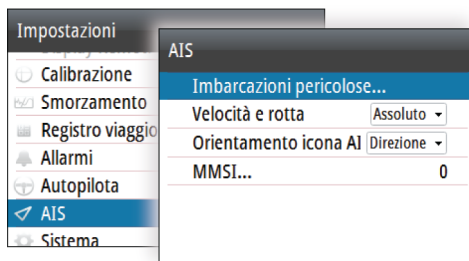 Impostazioni
Calibrazione
Smorzamento
Registro viaggio
Allarmi
Autopilota
AIS
Sistema
AIS
Imbarcazioni pericolose...
Velocità e rotta Assoluto
Orientamento icona AI Direzione
MMSI... 0